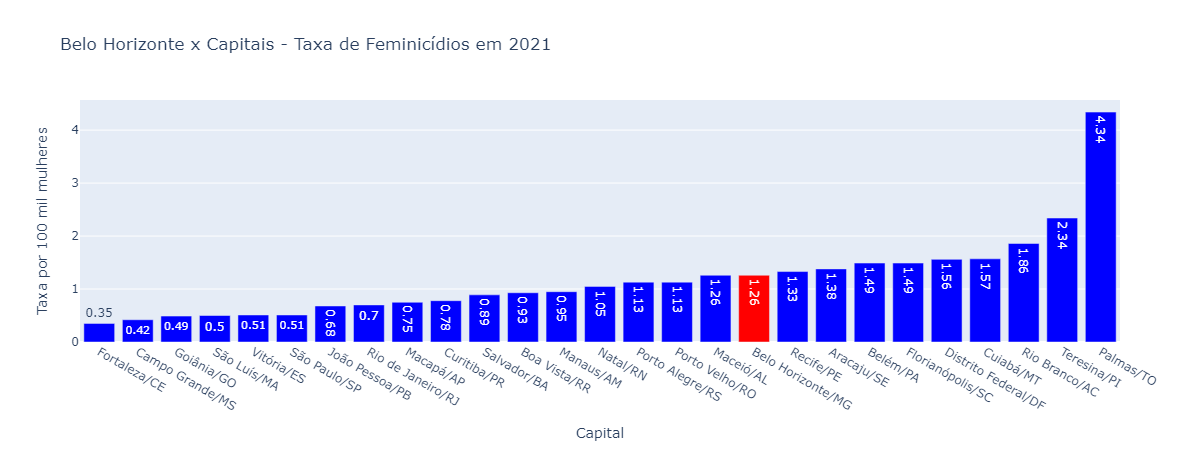 Belo Horizonte x Capitais - Taxa de Feminicídios em 2021
Taxa por 100 mil mulheres
4
3
2
1
0
0.35
0.42
0.49
0.5
0.51
0.51
0.68
0.7
0.75
0.78
0.89
0.93
0.95
1.05
1.13
1.13
1.26
1.26
1.33
1.38
1.49
1.49
1.56
1.57
1.86
2.34
4.34
Fortaleza/CE
Campo Grande/MS
Goiânia/GO
São Luís/MA
Vitória/ES
São Paulo/SP
João Pessoa/PB
Rio de Janeiro/RJ
Macapá/AP
Curitiba/PR
Salvador/BA
Boa Vista/RR
Manaus/AM
Natal/RN
Porto Alegre/RS
Porto Velho/RO
Maceió/AL
Belo Horizonte/MG
Recife/PE
Aracaju/SE
Belém/PA
Florianópolis/SC
Distrito Federal/DF
Cuiabá/MT
Rio Branco/AC
Teresina/PI
Palmas/TO
Capital